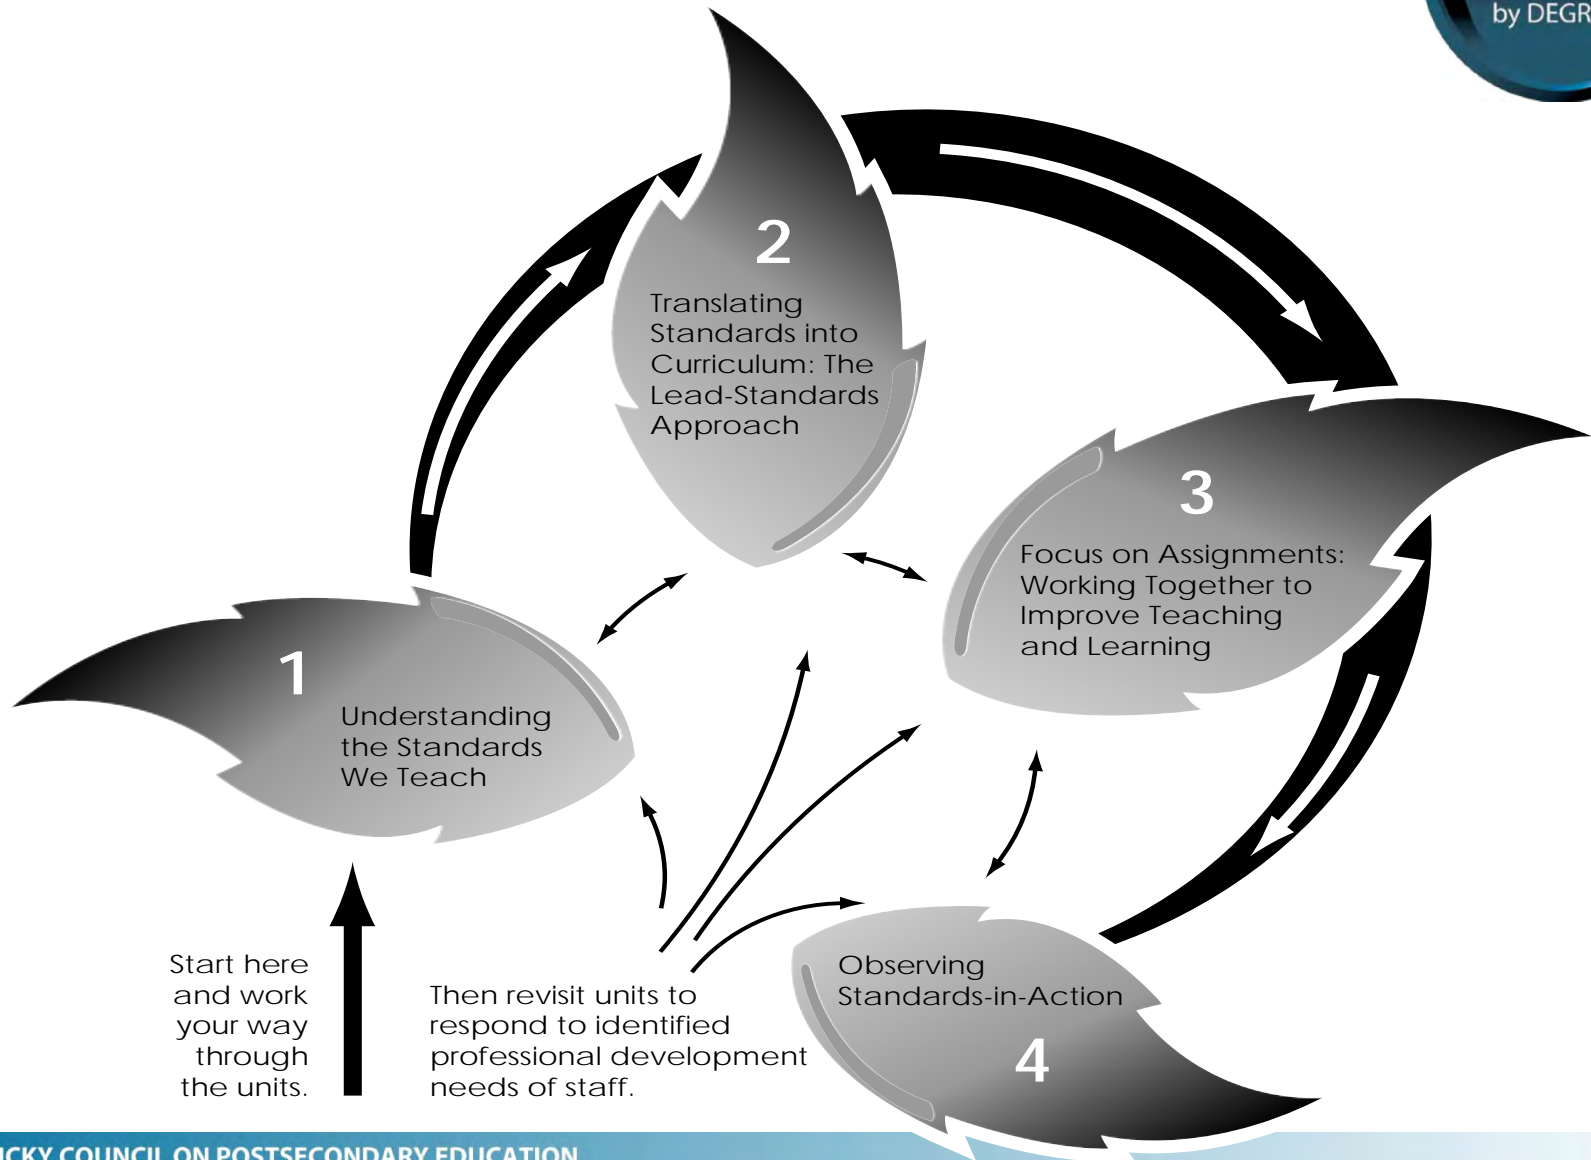 by DEGR
2
Translating
Standards into
Curriculum: The
Lead-Standards
Approach
3
Focus on Assignments:
Working Together to
Improve Teaching
and Learning
1
Understanding
the Standards
We Teach
Start here
and work
your way
through
the units.
Then revisit units to
respond to identified
professional development
needs of staff.
Observing
Standards-in-Action
4
CKY COUNCIL ON POSTSECONDARY EDUCATION